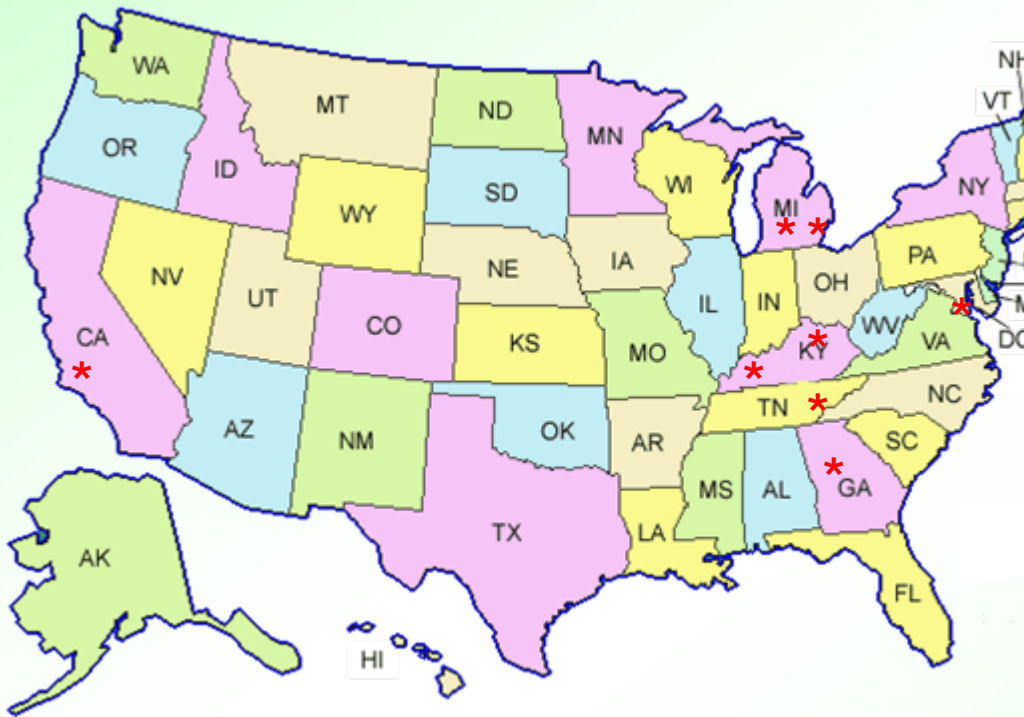 NH
WA
VT
MT
ND
MN
OR
ID
SD
WI
NY
MI
* *
WY
PA
NE
IA
OH
NV
UT
IL
IN
M
*
CO
WV
CA
KS
MO
KY
*
VA
DC
*
*
NC
TN *
AZ
NM
OK
AR
SC
*
MS
AL
GA
TX
LA
AK
FL
HI